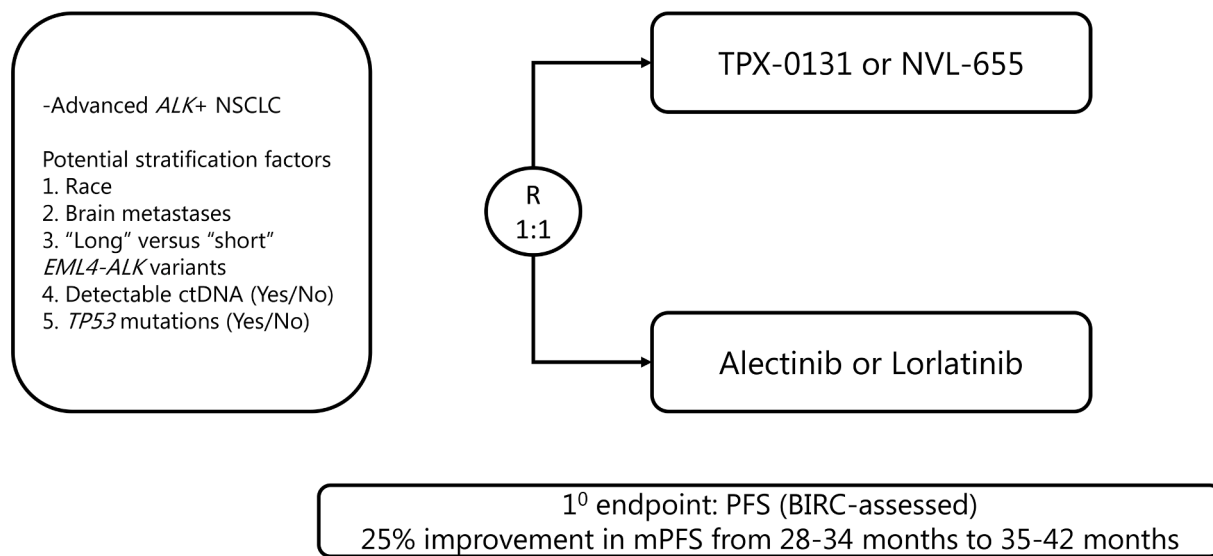 -Advanced ALK+ NSCLC
Potential stratification factors
1. Race
2. Brain metastases
3. “Long” versus “short”
EML4-ALK variants
4. Detectable ctDNA (Yes/No)
5. TP53 mutations (Yes/No)
R
1:1
TPX-0131 or NVL-655
Alectinib or Lorlatinib
1⁰ endpoint: PFS (BIRC-assessed)
25% improvement in mPFS from 28-34 months to 35-42 months